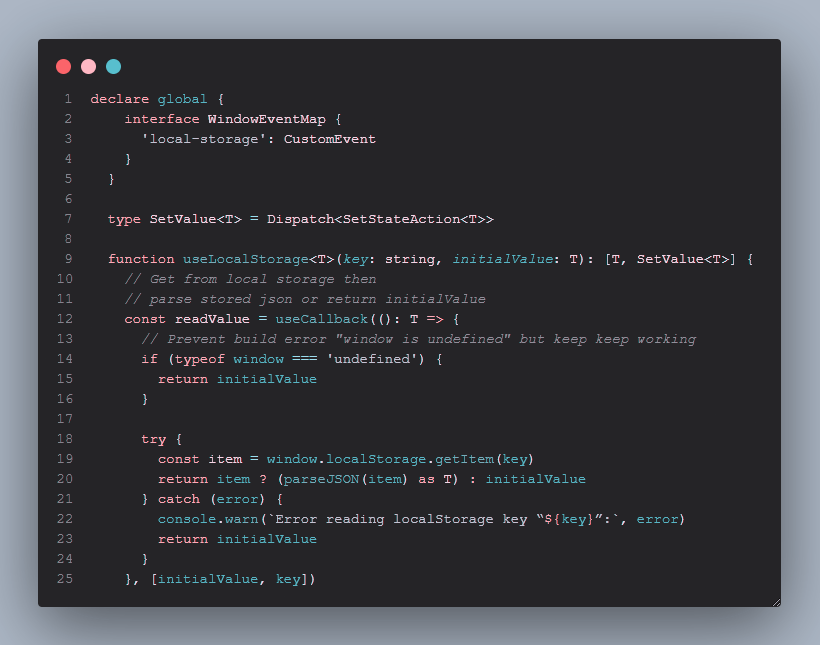 1 declare global {
2 interface WindowEventMap {
3 'local-storage': CustomEvent
4 }
5 }
6
7 type SetValue<T> = Dispatch<SetStateAction<T>>
8
9 function useLocalStorage<T>(key: string, initialValue: T): [T, SetValue<T>] {
10 // Get from local storage then
11 // parse stored json or return initialValue
12 const readValue = useCallback((): T => {
13 // Prevent build error "window is undefined" but keep keep working
14 if (typeof window === 'undefined') {
15 return initialValue
16 }
17
18 try {
19 const item = window.localStorage.getItem(key)
20 return item ? (parseJSON(item) as T) : initialValue
21 } catch (error) {
22 console.warn(`Error reading localStorage key “${key}”:`, error)
23 return initialValue
24 }
25 }, [initialValue, key])